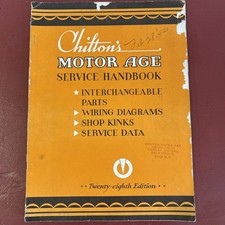 Chilton's
MOTOR AGE
SERVICE HANDBOOK
INTERCHANGEABLE
PARTS
WIRING DIAGRAMS
SHOP KINKS
SERVICE DATA
Twenty-eighth Edition